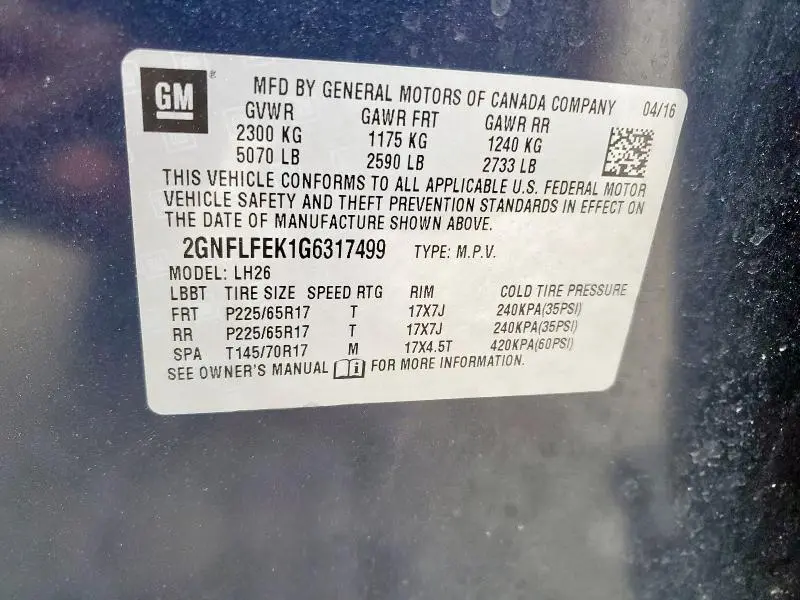 GM
MFD BY GENERAL MOTORS OF CANADA COMPANY 04/16
GVWR GAWR FRT GAWR RR
2300 KG 1175 KG 1240 KG
5070 LB 2590 LB 2733 LB
THIS VEHICLE CONFORMS TO ALL APPLICABLE U.S. FEDERAL MOTOR
VEHICLE SAFETY AND THEFT PREVENTION STANDARDS IN EFFECT ON
THE DATE OF MANUFACTURE SHOWN ABOVE.
2GNFLFEK1G6317499 TYPE: M.P.V.
MODEL: LH26
LBBT TIRE SIZE SPEED RTG RIM COLD TIRE PRESSURE
FRT P225/65R17 T 17X7J 240KPA(35PSI)
RR P225/65R17 T 17X7J 240KPA(35PSI)
SPA T145/70R17 M 17X4.5T 420KPA(60PSI)
SEE OWNER'S MANUAL FOR MORE INFORMATION.